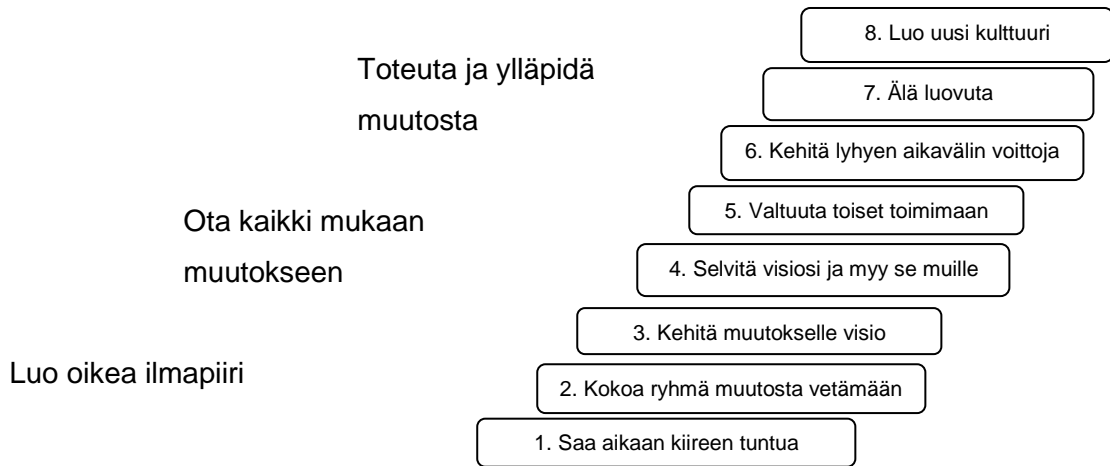 8. Luo uusi kulttuuri
Toteuta ja ylläpidä
muutosta
7. Älä luovuta
6. Kehitä lyhyen aikavälin voittoja
5. Valtuuta toiset toimimaan
Ota kaikki mukaan
muutokseen
4. Selvitä visiosi ja myy se muille
3. Kehitä muutokselle visio
Luo oikea ilmapiiri
2. Kokoa ryhmä muutosta vetämään
1. Saa aikaan kiireen tuntua